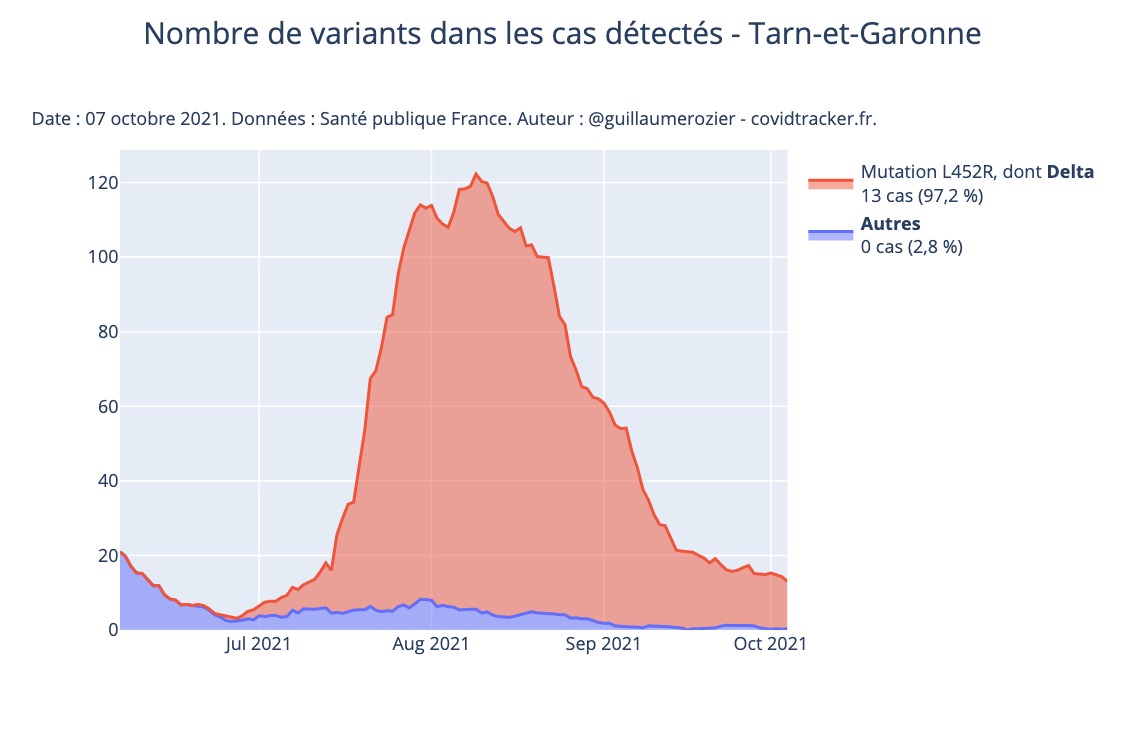 Nombre de variants dans les cas détectés - Tarn-et-Garonne
Date : 07 octobre 2021. Données : Santé publique France. Auteur : @guillaumerozier - covidtracker.fr.
Mutation L452R, dont Delta
13 cas (97,2 %)
Autres
0 cas (2,8 %)
120
100
80
60
40
20
0
Jul 2021
Aug 2021
Sep 2021
Oct 2021